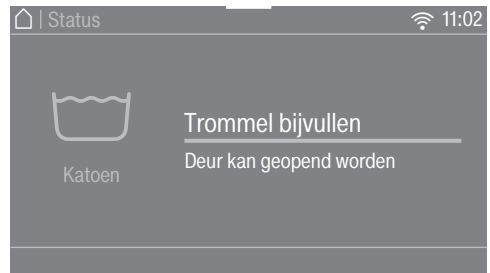 | Status 11:02
Trommel bijvullen
Deur kan geopend worden
Katoen